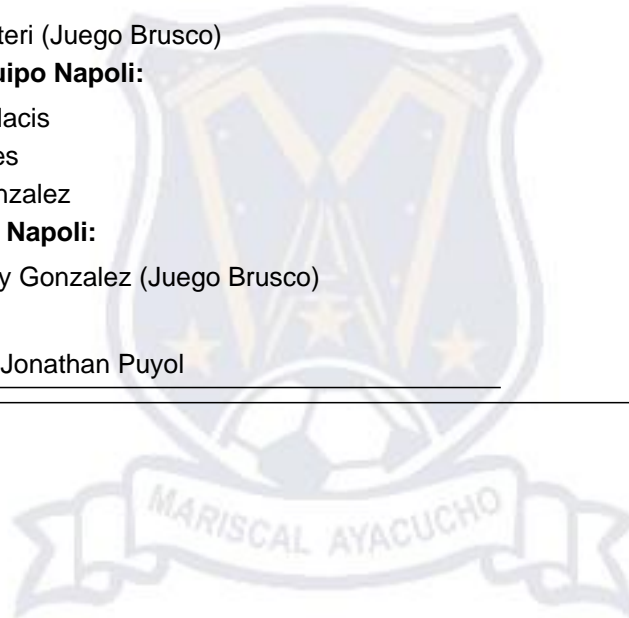 teri (Juego Brusco)
uipo Napoli:
lacis
es
nzalez
Napoli:
y Gonzalez (Juego Brusco)
Jonathan Puyol
MARISCAL AYACUCHO